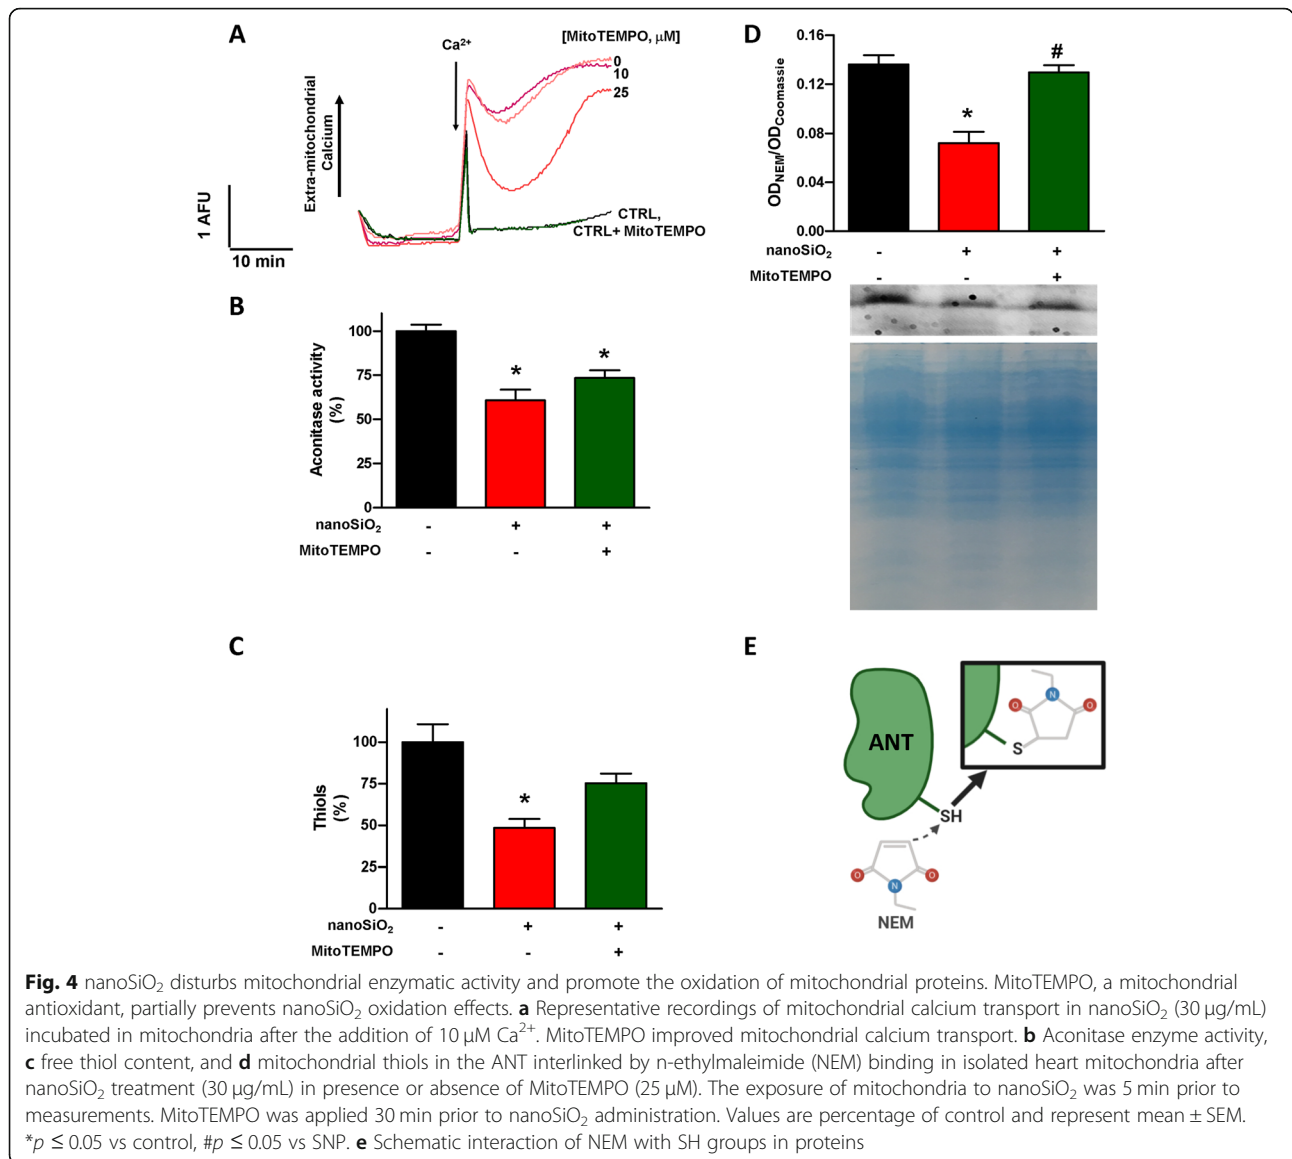 A
Ca²⁺
[MitoTEMPO, µM]
0
10
25
Extra-mitochondrial
Calcium
1 AFU
10 min
CTRL,
CTRL+ MitoTEMPO
B
Aconitase activity
(%)
100
75
50
25
0
*
*
nanoSiO₂ - + +
MitoTEMPO - - +
C
Thiols
(%)
100
75
50
25
0
*
nanoSiO₂ - + +
MitoTEMPO - - +
D
OD_NEM/OD_Coomassie
0.16
0.12
0.08
0.04
0.00
*
#
nanoSiO₂ - + +
MitoTEMPO - - +
E
ANT
SH
N
O
O
NEM
N
O
O
S
Fig. 4 nanoSiO₂ disturbs mitochondrial enzymatic activity and promote the oxidation of mitochondrial proteins. MitoTEMPO, a mitochondrial
antioxidant, partially prevents nanoSiO₂ oxidation effects. a Representative recordings of mitochondrial calcium transport in nanoSiO₂ (30 µg/mL)
incubated in mitochondria after the addition of 10 µM Ca²⁺. MitoTEMPO improved mitochondrial calcium transport. b Aconitase enzyme activity,
c free thiol content, and d mitochondrial thiols in the ANT interlinked by n-ethylmaleimide (NEM) binding in isolated heart mitochondria after
nanoSiO₂ treatment (30 µg/mL) in presence or absence of MitoTEMPO (25 µM). The exposure of mitochondria to nanoSiO₂ was 5 min prior to
measurements. MitoTEMPO was applied 30 min prior to nanoSiO₂ administration. Values are percentage of control and represent mean ± SEM.
*p ≤ 0.05 vs control, #p ≤ 0.05 vs SNP. e Schematic interaction of NEM with SH groups in proteins